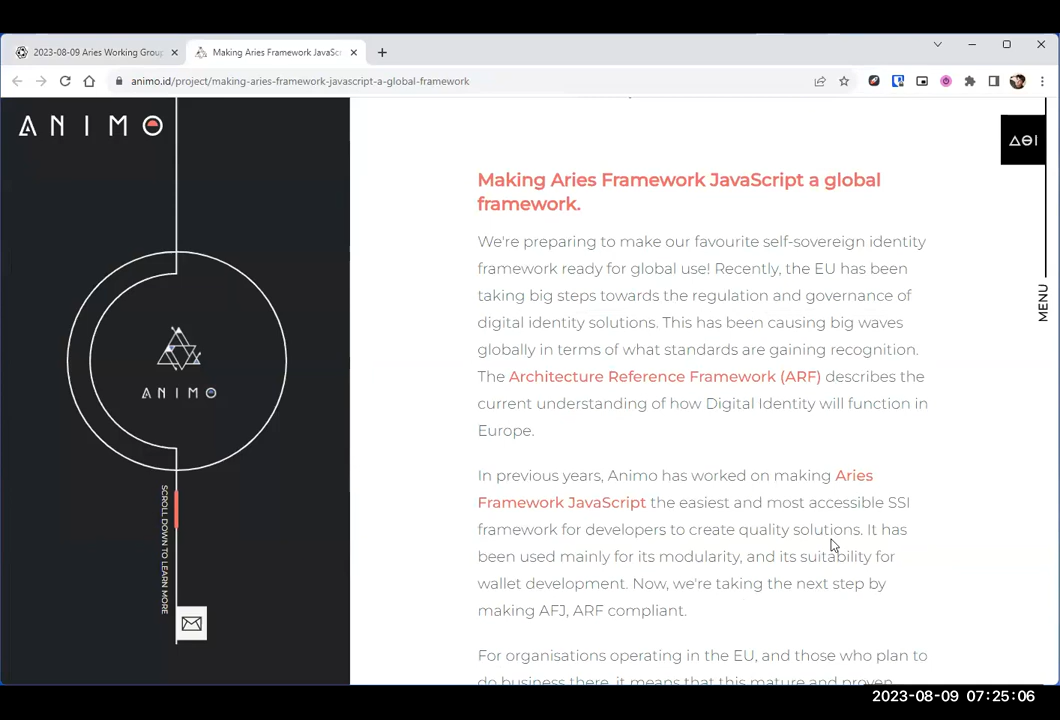 2023-08-09 Aries Working Group
Making Aries Framework JavaSc
animo.id/project/making-aries-framework-javascript-a-global-framework
ANIMO
ANIMO
SCROLL DOWN TO LEARN MORE
Making Aries Framework JavaScript a global
framework.
We're preparing to make our favourite self-sovereign identity
framework ready for global use! Recently, the EU has been
taking big steps towards the regulation and governance of
digital identity solutions. This has been causing big waves
globally in terms of what standards are gaining recognition.
The Architecture Reference Framework (ARF) describes the
current understanding of how Digital Identity will function in
Europe.
In previous years, Animo has worked on making Aries
Framework JavaScript the easiest and most accessible SSI
framework for developers to create quality solutions. It has
been used mainly for its modularity, and its suitability for
wallet development. Now, we're taking the next step by
making AFJ, ARF compliant.
For organisations operating in the EU, and those who plan to
do business there, it means that this mature and proven
MENU
2023-08-09 07:25:06